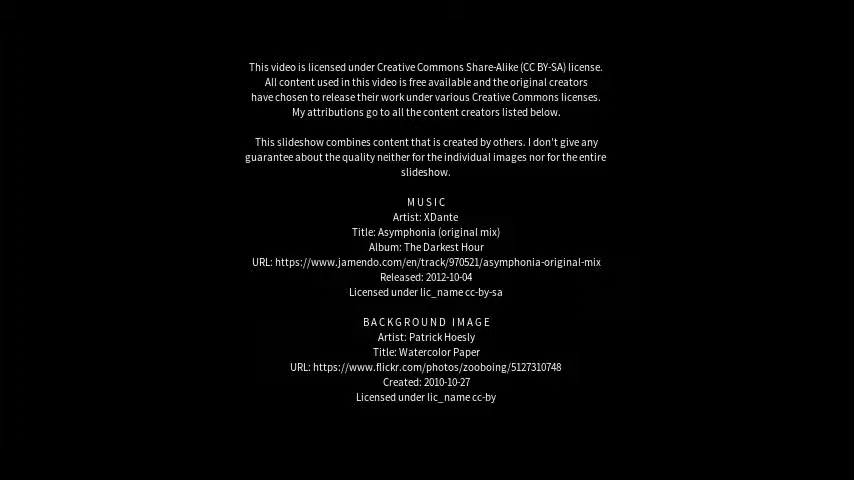 This video is licensed under Creative Commons Share-Alike (CC BY-SA) license.
All content used in this video is free available and the original creators
have chosen to release their work under various Creative Commons licenses.
My attributions go to all the content creators listed below.
This slideshow combines content that is created by others. I don't give any
guarantee about the quality neither for the individual images nor for the entire
slideshow.
MUSIC
Artist: XDante
Title: Asymphonia (original mix)
Album: The Darkest Hour
URL: https://www.jamendo.com/en/track/970521/asymphonia-original-mix
Released: 2012-10-04
Licensed under lic_name cc-by-sa
BACKGROUND IMAGE
Artist: Patrick Hoesly
Title: Watercolor Paper
URL: https://www.flickr.com/photos/zooboing/5127310748
Created: 2010-10-27
Licensed under lic_name cc-by